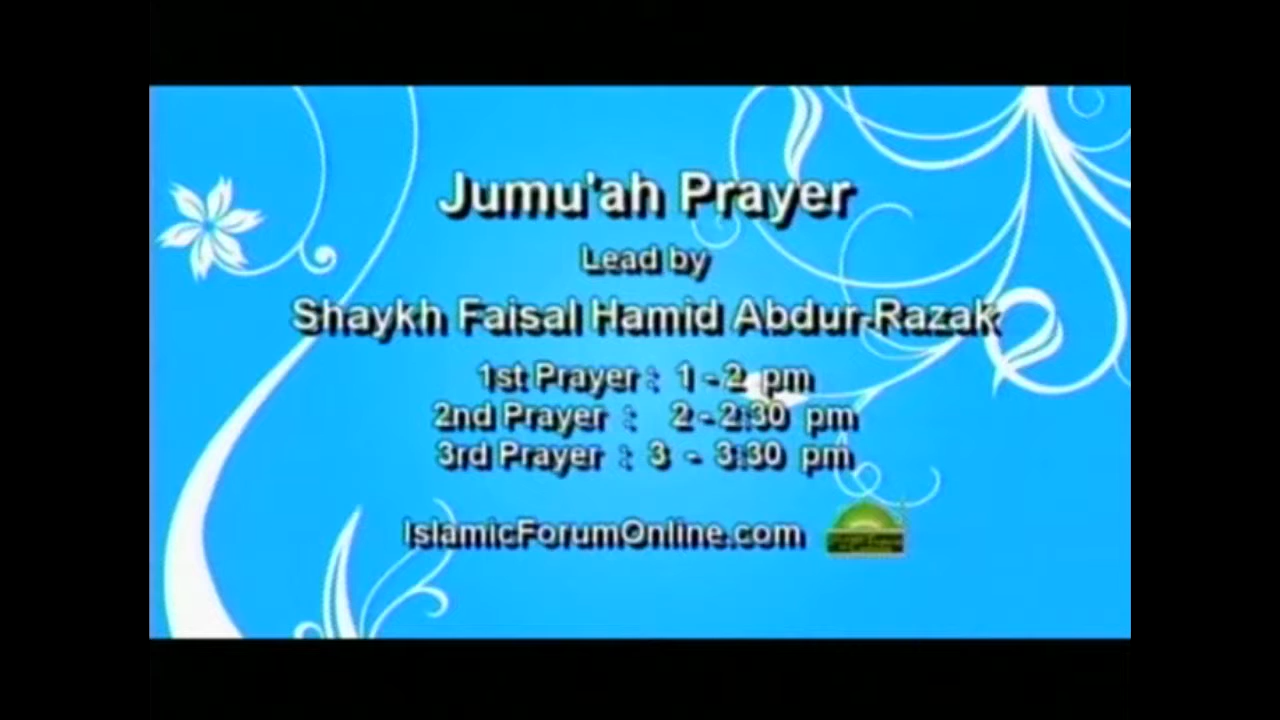 Jumu'ah Prayer
Lead by
Shaykh Faisal Hamid Abdur-Razak
1st Prayer : 1 - 2 pm
2nd Prayer : 2 - 2:30 pm
3rd Prayer : 3 - 3:30 pm
IslamicForumOnline.com